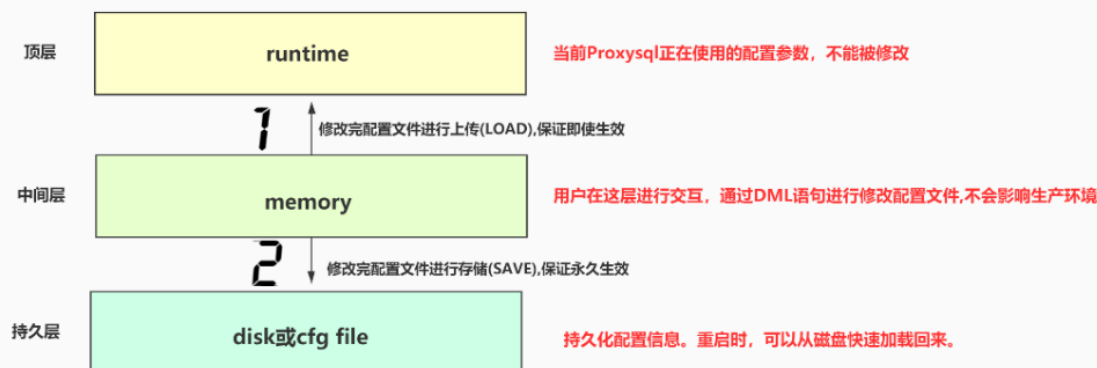 顶层
runtime
当前Proxysql正在使用的配置参数，不能被修改
1
修改完配置文件进行上传(LOAD),保证即使生效
中间层
memory
用户在这层进行交互，通过DML语句进行修改配置文件,不会影响生产环境
2
修改完配置文件进行存储(SAVE),保证永久生效
持久层
disk或cfg file
持久化配置信息。重启时，可以从磁盘快速加载回来。